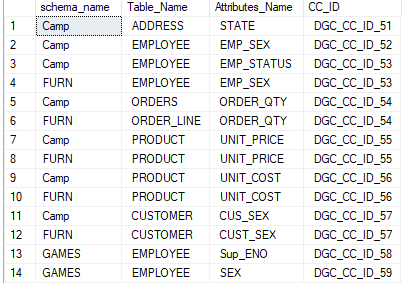 schema_name Table_Name Attributes_Name CC_ID
1 Camp ADDRESS STATE DGC_CC_ID_51
2 Camp EMPLOYEE EMP_SEX DGC_CC_ID_52
3 Camp EMPLOYEE EMP_STATUS DGC_CC_ID_53
4 FURN EMPLOYEE EMP_SEX DGC_CC_ID_53
5 Camp ORDERS ORDER_QTY DGC_CC_ID_54
6 FURN ORDER_LINE ORDER_QTY DGC_CC_ID_54
7 Camp PRODUCT UNIT_PRICE DGC_CC_ID_55
8 FURN PRODUCT UNIT_PRICE DGC_CC_ID_55
9 Camp PRODUCT UNIT_COST DGC_CC_ID_56
10 FURN PRODUCT UNIT_COST DGC_CC_ID_56
11 Camp CUSTOMER CUS_SEX DGC_CC_ID_57
12 FURN CUSTOMER CUST_SEX DGC_CC_ID_57
13 GAMES EMPLOYEE Sup_ENO DGC_CC_ID_58
14 GAMES EMPLOYEE SEX DGC_CC_ID_59